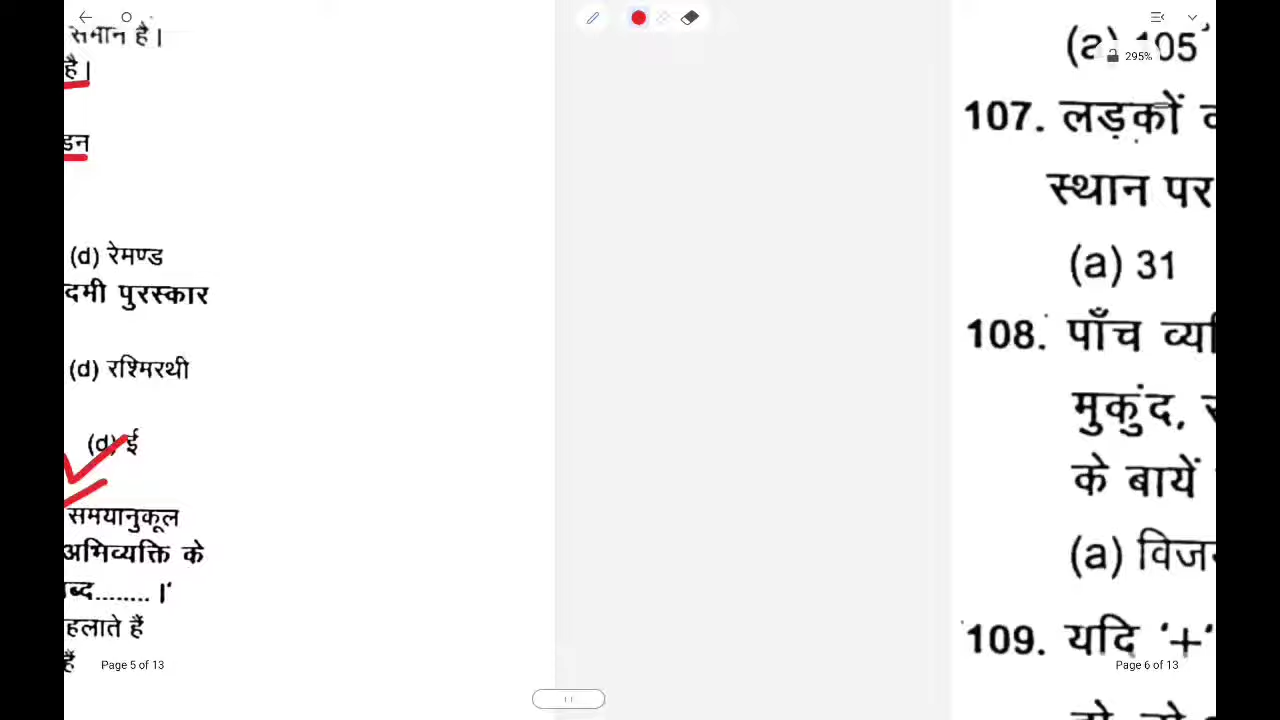 295%
समान है।
है।
डन
(d) रेमण्ड
दमी पुरस्कार
(d) रश्मिरथी
(d) ई
समयानुकूल
अभिव्यक्ति के
ब्द........ ।'
हलाते हैं
हैं
Page 5 of 13
(a) 105
107. लड़कों
स्थान पर
(a) 31
108. पाँच
मुकुंद,
के बायें
(a)
109. यदि '+'
Page 6 of 13